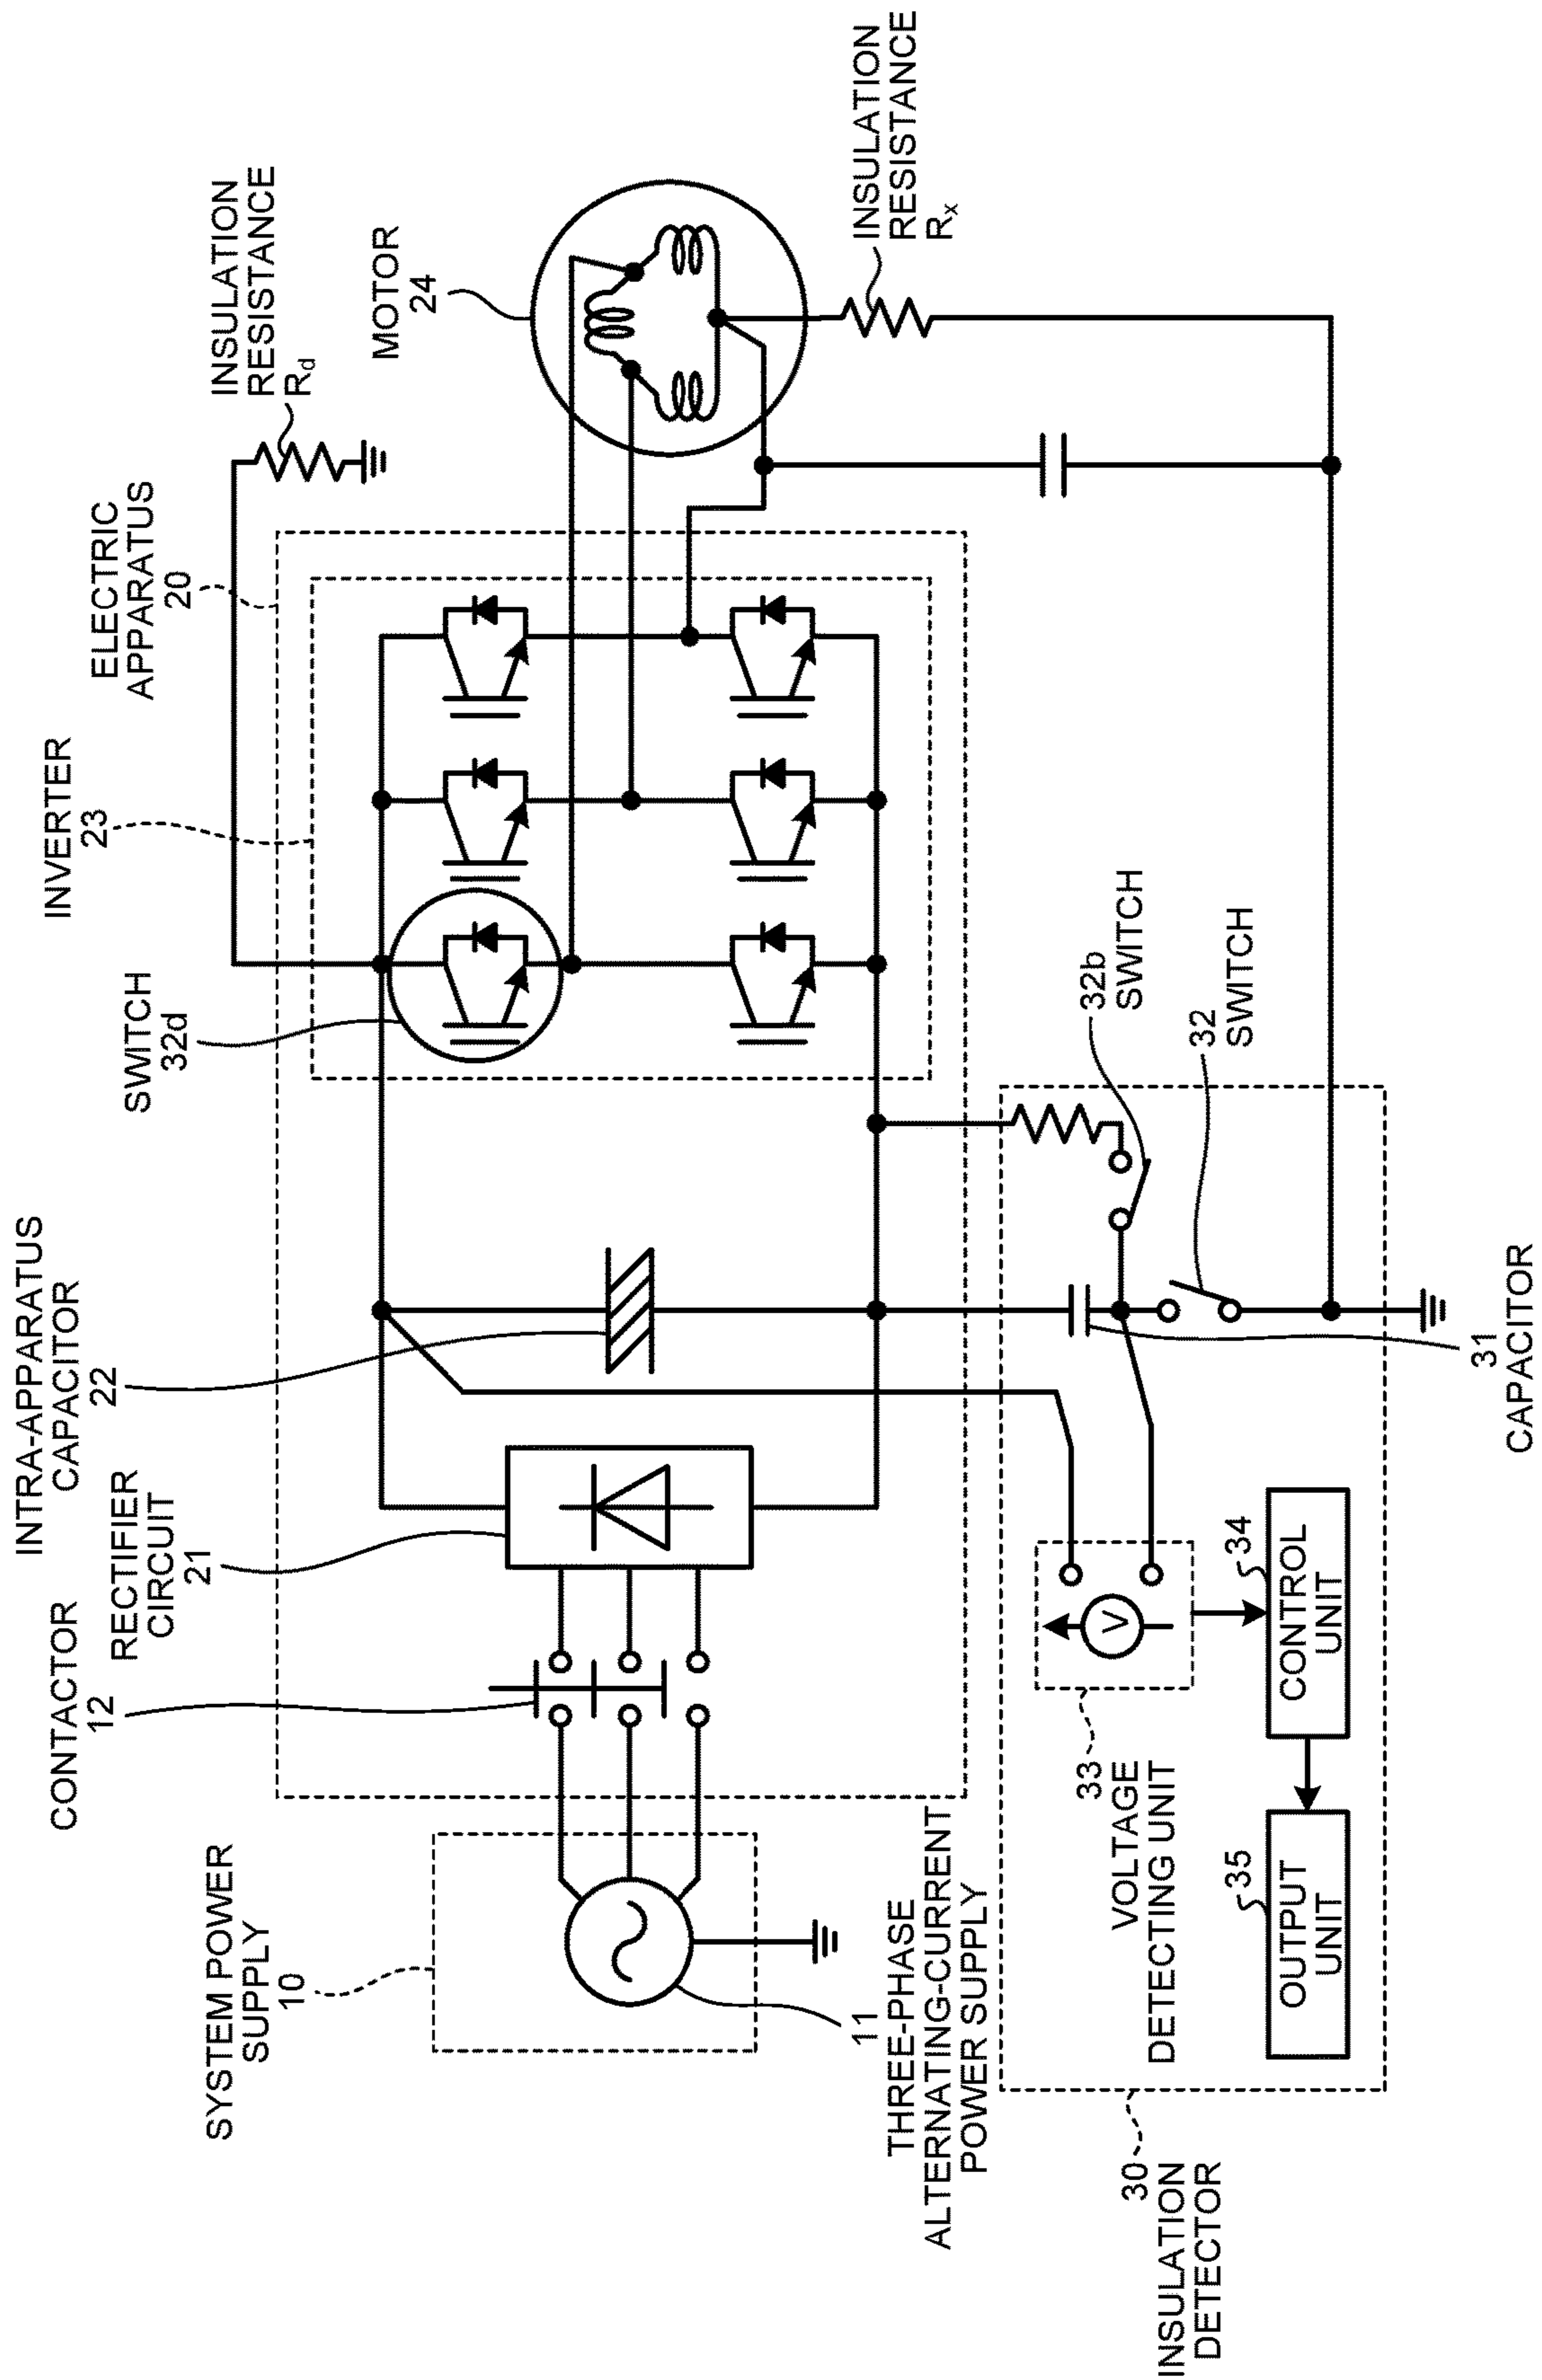 SYSTEM POWER
SUPPLY
10
CONTACTOR
12
RECTIFIER
CIRCUIT
21
INTRA-APPARATUS
CAPACITOR
22
SWITCH
32d
INVERTER
23
ELECTRIC
APPARATUS
20
INSULATION
RESISTANCE
Rd
MOTOR
24
INSULATION
RESISTANCE
Rx
11
THREE-PHASE
ALTERNATING-CURRENT
POWER SUPPLY
30
INSULATION
DETECTOR
33
VOLTAGE
DETECTING UNIT
V
35
OUTPUT
UNIT
34
CONTROL
UNIT
31
CAPACITOR
32b
SWITCH
32
SWITCH